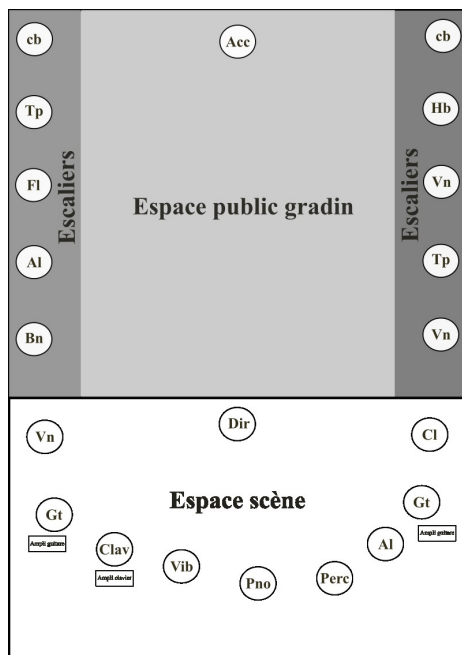 cb
Acc
cb
Tp
Hb
Fl
Vn
Escaliers
Espace public gradin
Escaliers
Al
Tp
Bn
Vn
Vn
Dir
Cl
Espace scène
Gt
Gt
Ampli guitare
Ampli guitare
Clav
Al
Ampli clavier
Vib
Pno
Perc